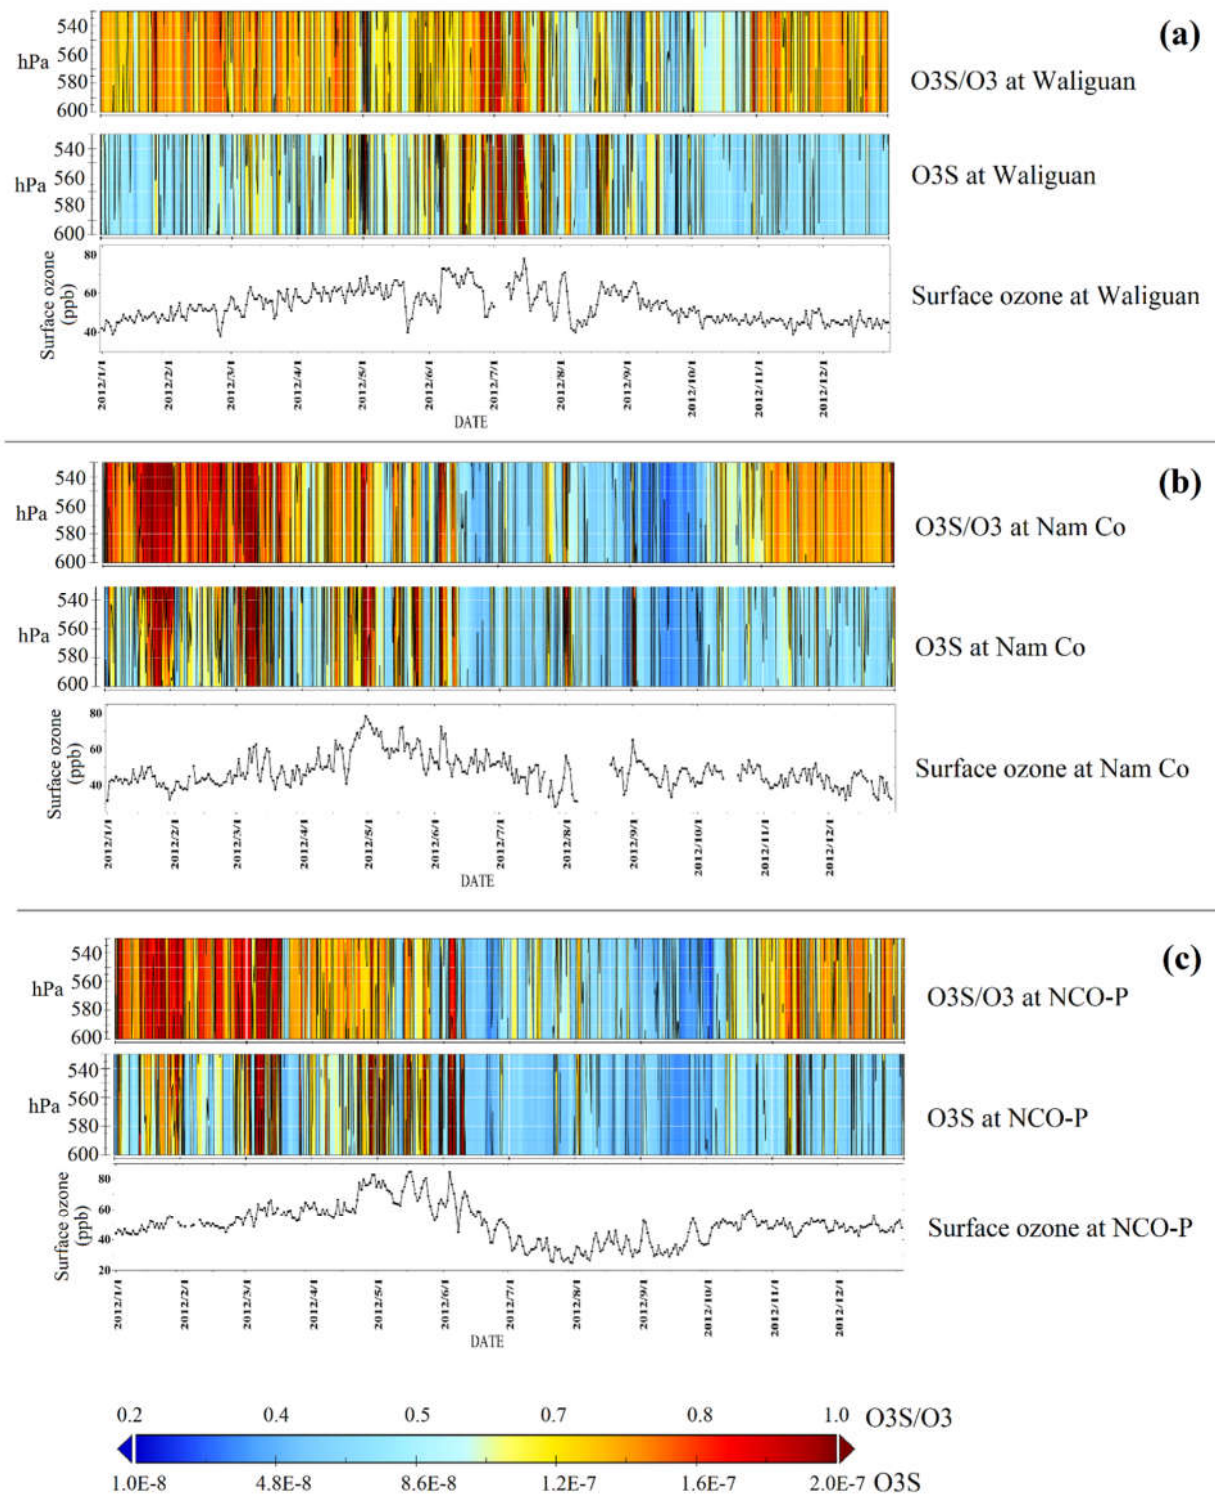 (a)
540
560
580
600
hPa
O3S/O3 at Waliguan
540
560
580
600
hPa
O3S at Waliguan
80
60
40
Surface ozone
(ppb)
Surface ozone at Waliguan
2012/1/1
2012/2/1
2012/3/1
2012/4/1
2012/5/1
2012/6/1
2012/7/1
2012/8/1
2012/9/1
2012/10/1
2012/11/1
2012/12/1
DATE
(b)
540
560
580
600
hPa
O3S/O3 at Nam Co
540
560
580
600
hPa
O3S at Nam Co
80
60
40
Surface ozone
(ppb)
Surface ozone at Nam Co
2012/1/1
2012/2/1
2012/3/1
2012/4/1
2012/5/1
2012/6/1
2012/7/1
2012/8/1
2012/9/1
2012/10/1
2012/11/1
2012/12/1
DATE
(c)
540
560
580
600
hPa
O3S/O3 at NCO-P
540
560
580
600
hPa
O3S at NCO-P
80
60
40
20
Surface ozone
(ppb)
Surface ozone at NCO-P
2012/1/1
2012/2/1
2012/3/1
2012/4/1
2012/5/1
2012/6/1
2012/7/1
2012/8/1
2012/9/1
2012/10/1
2012/11/1
2012/12/1
DATE
0.2 0.4 0.5 0.7 0.8 1.0 O3S/O3
1.0E-8 4.8E-8 8.6E-8 1.2E-7 1.6E-7 2.0E-7 O3S